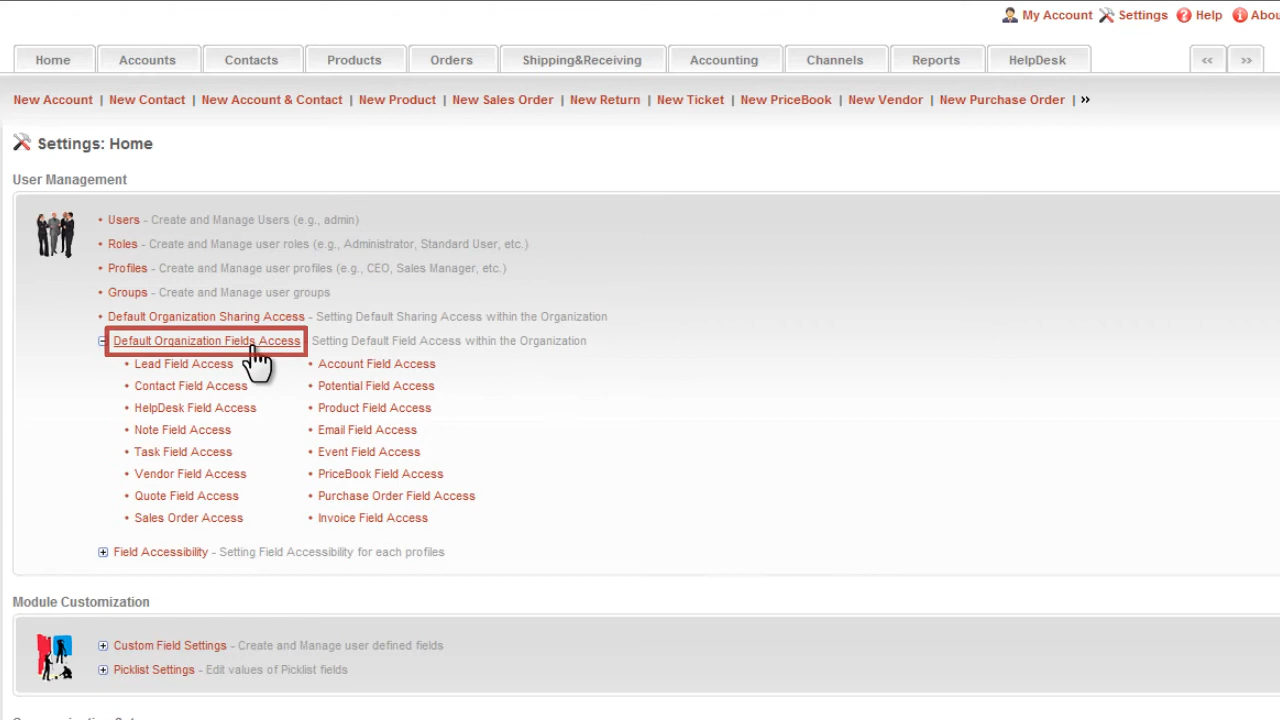 My Account Settings Help Abou
Home Accounts Contacts Products Orders Shipping&Receiving Accounting Channels Reports HelpDesk << >>
New Account | New Contact | New Account & Contact | New Product | New Sales Order | New Return | New Ticket | New PriceBook | New Vendor | New Purchase Order | »
Settings: Home
User Management
• Users - Create and Manage Users (e.g., admin)
• Roles - Create and Manage user roles (e.g., Administrator, Standard User, etc.)
• Profiles - Create and Manage user profiles (e.g., CEO, Sales Manager, etc.)
• Groups - Create and Manage user groups
• Default Organization Sharing Access - Setting Default Sharing Access within the Organization
Default Organization Fields Access Setting Default Field Access within the Organization
• Lead Field Access • Account Field Access
• Contact Field Access • Potential Field Access
• HelpDesk Field Access • Product Field Access
• Note Field Access • Email Field Access
• Task Field Access • Event Field Access
• Vendor Field Access • PriceBook Field Access
• Quote Field Access • Purchase Order Field Access
• Sales Order Access • Invoice Field Access
Field Accessibility - Setting Field Accessibility for each profiles
Module Customization
Custom Field Settings - Create and Manage user defined fields
Picklist Settings - Edit values of Picklist fields